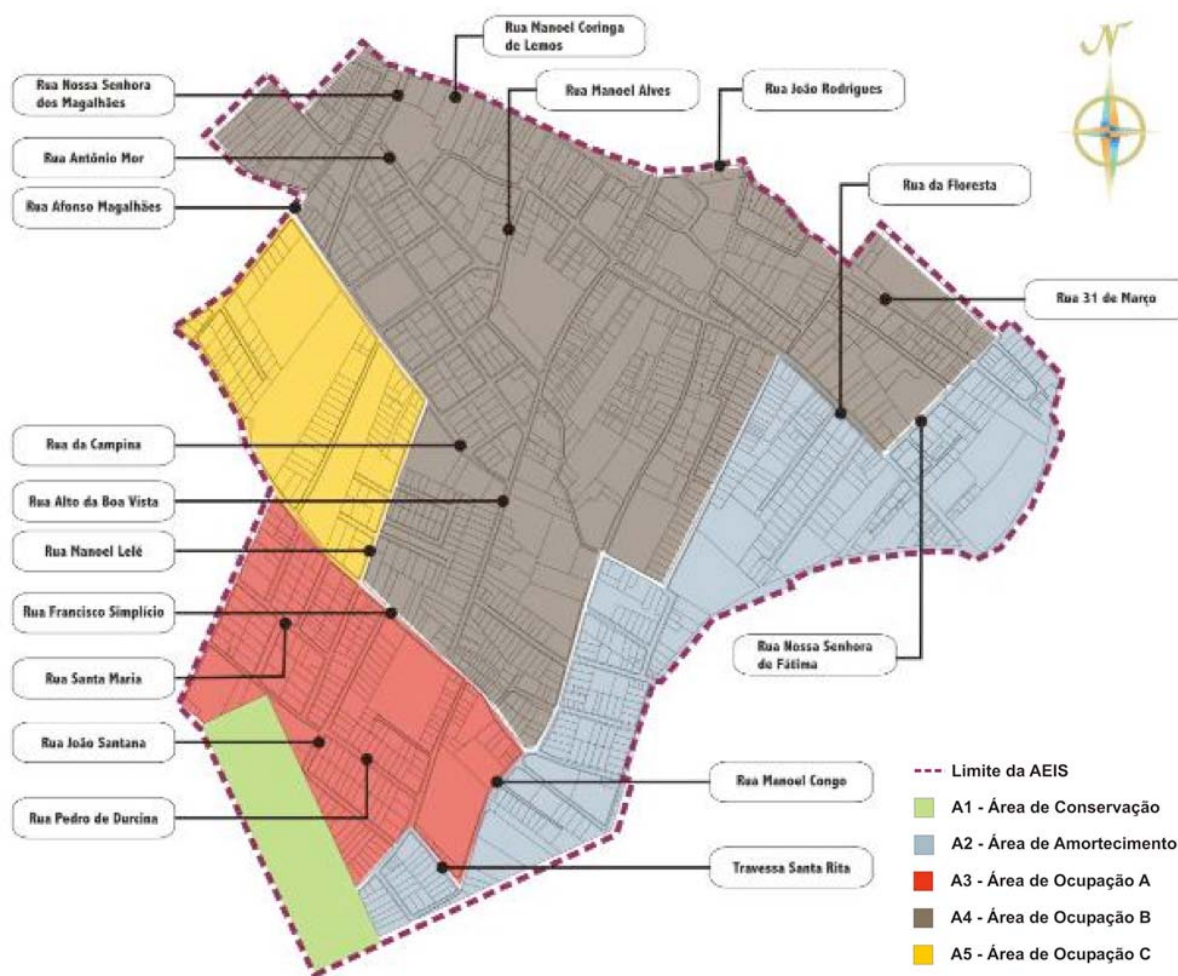 Rua Manoel Coringa
de Lemos
N
Rua Nossa Senhora
dos Magalhães
Rua Manoel Alves
Rua João Rodrigues
Rua Antônio Mor
Rua da Floresta
Rua Afonso Magalhães
Rua 31 de Março
Rua da Campina
Rua Alto da Boa Vista
Rua Manoel Lelé
Rua Francisco Simplício
Rua Nossa Senhora
de Fátima
Rua Santa Maria
Rua João Santana
Rua Manoel Congo
Rua Pedro de Durcina
Travessa Santa Rita
Limite da AEIS
A1 - Área de Conservação
A2 - Área de Amortecimento
A3 - Área de Ocupação A
A4 - Área de Ocupação B
A5 - Área de Ocupação C